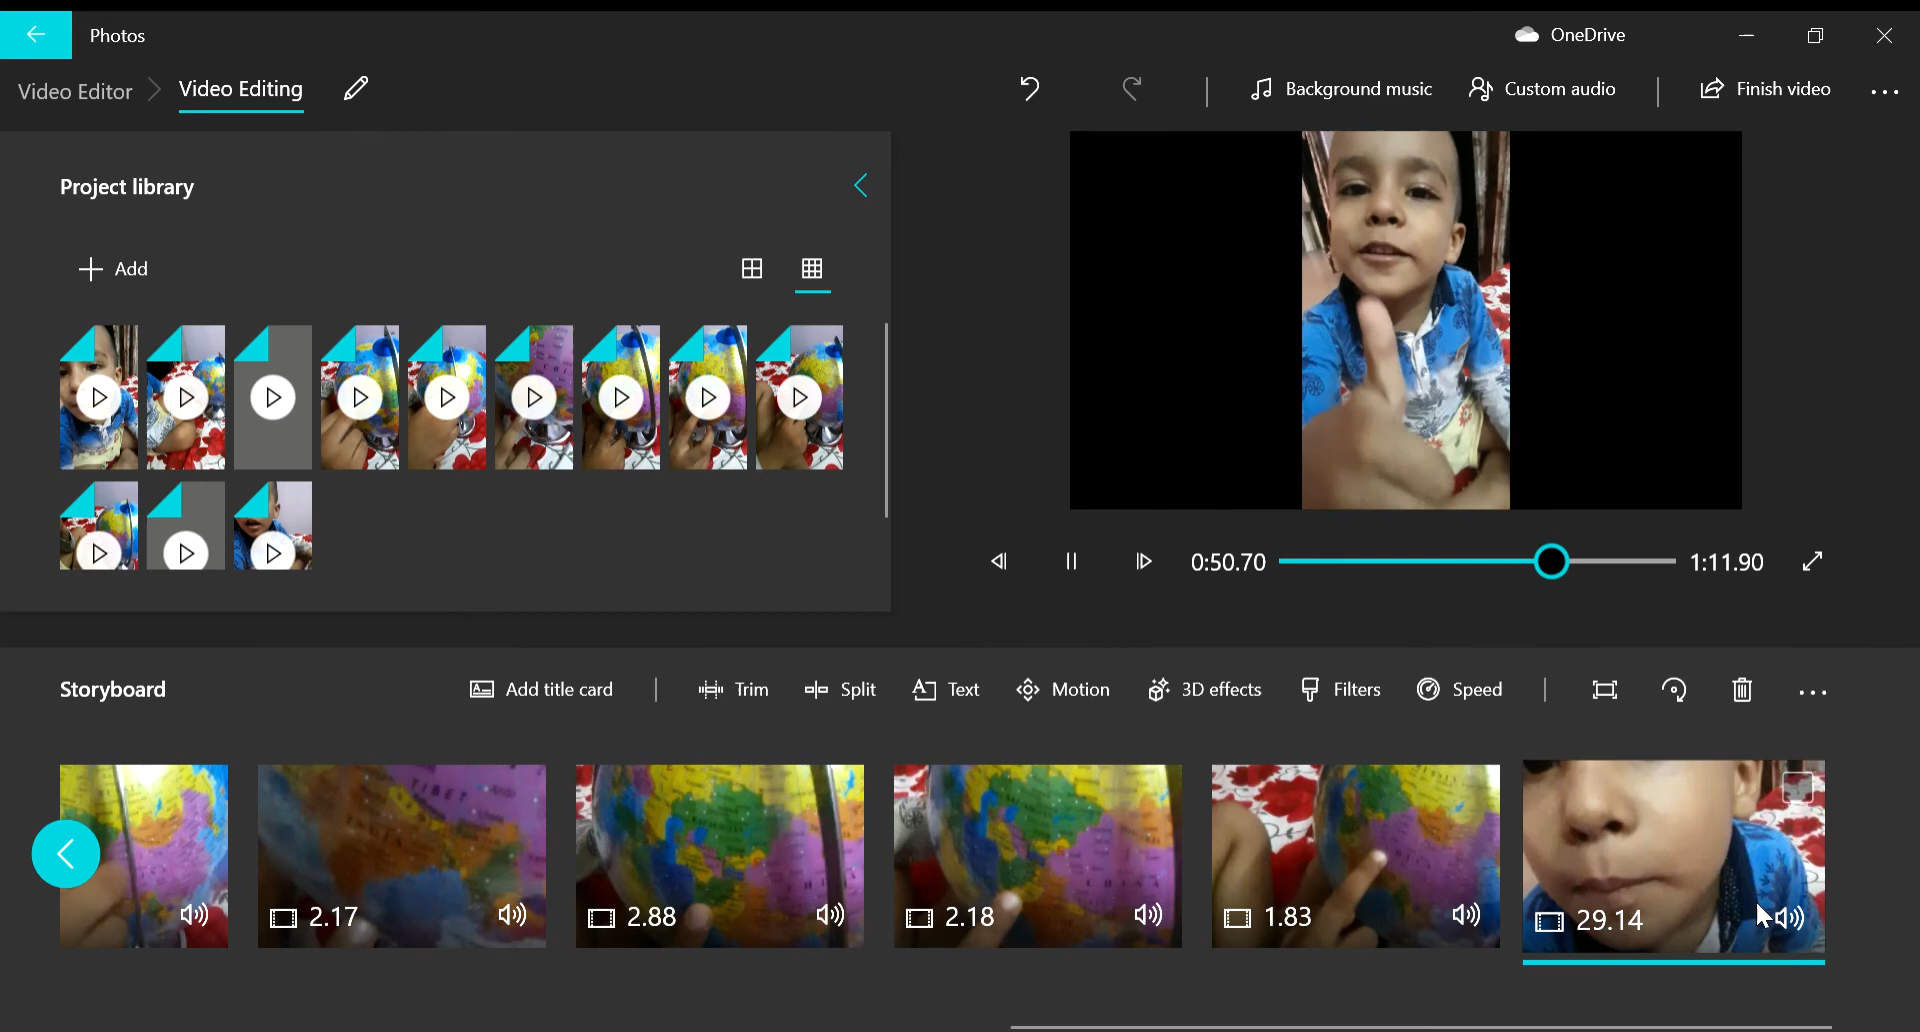 Photos
OneDrive
Video Editor
Video Editing
Background music
Custom audio
Finish video
Project library
Add
0:50.70
1:11.90
Storyboard
Add title card
Trim
Split
Text
Motion
3D effects
Filters
Speed
TIBET
CHINA
2.17
2.88
2.18
1.83
29.14